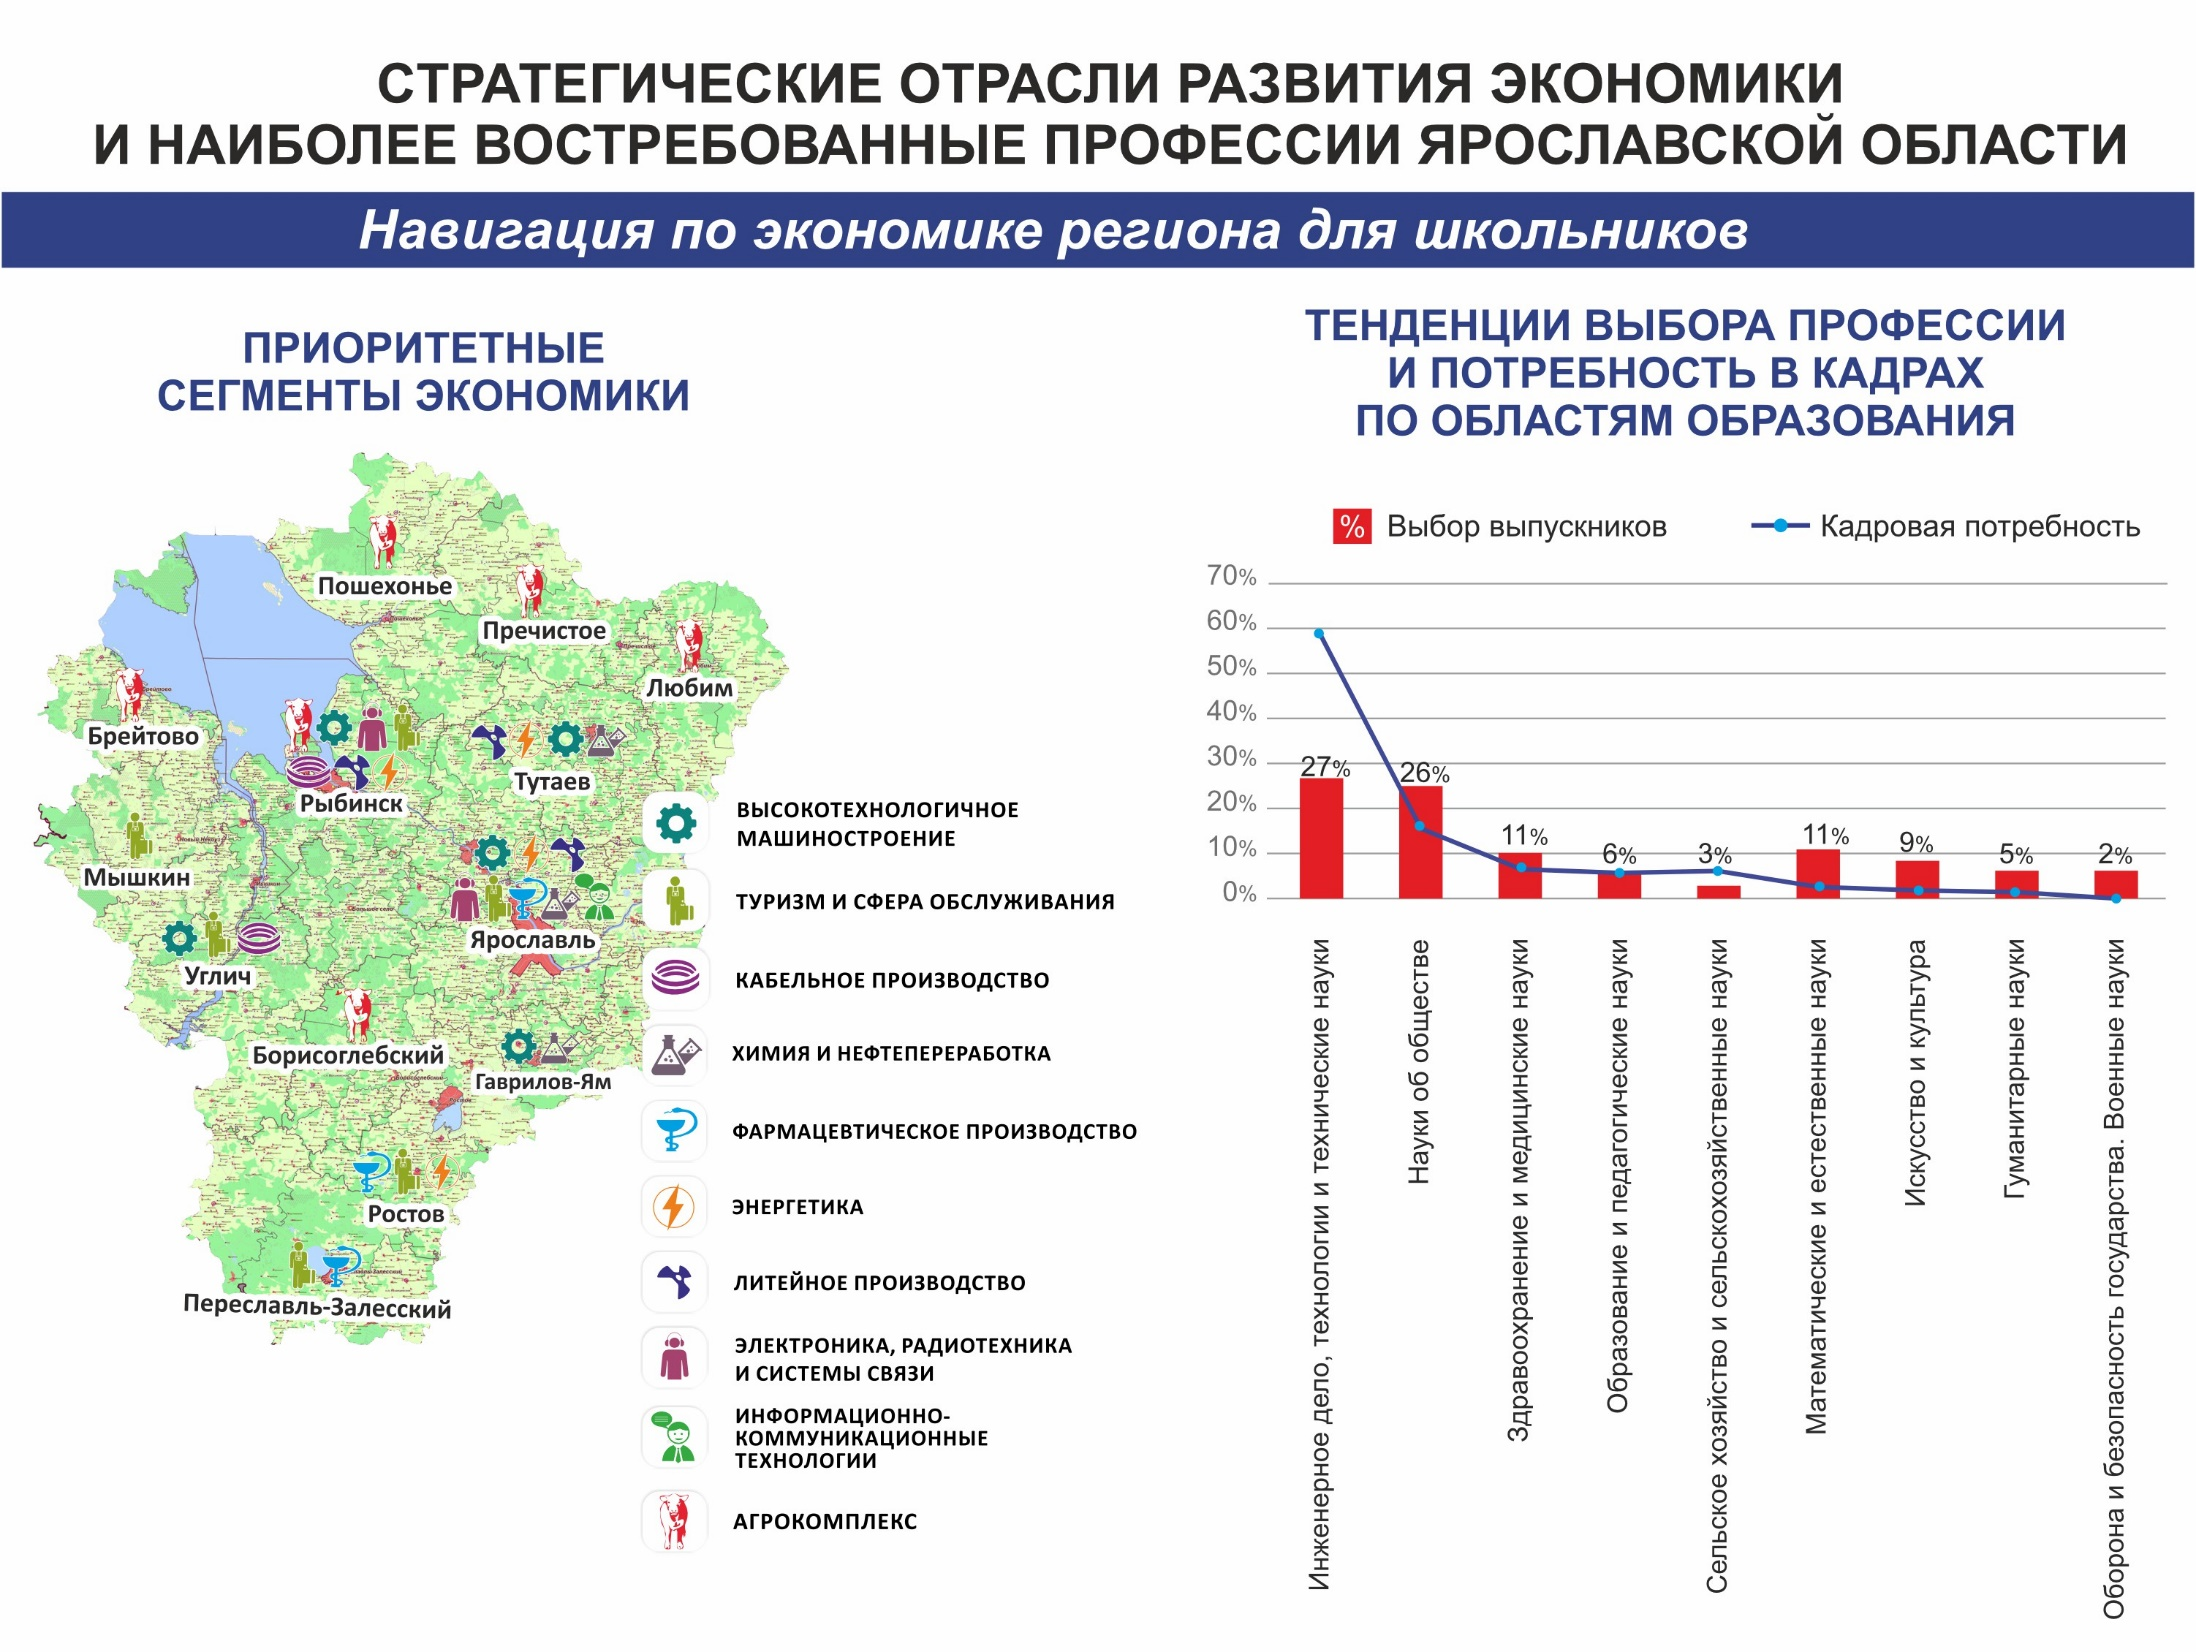 СТРАТЕГИЧЕСКИЕ ОТРАСЛИ РАЗВИТИЯ ЭКОНОМИКИ
И НАИБОЛЕЕ ВОСТРЕБОВАННЫЕ ПРОФЕССИИ ЯРОСЛАВСКОЙ ОБЛАСТИ
Навигация по экономике региона для школьников
ПРИОРИТЕТНЫЕ
СЕГМЕНТЫ ЭКОНОМИКИ
Пошехонье
Пречистое
Любим
Брейтово
Рыбинск
Тутаев
Мышкин
Ярославль
Углич
Борисоглебский
Гаврилов-Ям
Ростов
Переславль-Залесский
ВЫСОКОТЕХНОЛОГИЧНОЕ
МАШИНОСТРОЕНИЕ
ТУРИЗМ И СФЕРА ОБСЛУЖИВАНИЯ
КАБЕЛЬНОЕ ПРОИЗВОДСТВО
ХИМИЯ И НЕФТЕПЕРЕРАБОТКА
ФАРМАЦЕВТИЧЕСКОЕ ПРОИЗВОДСТВО
ЭНЕРГЕТИКА
ЛИТЕЙНОЕ ПРОИЗВОДСТВО
ЭЛЕКТРОНИКА, РАДИОТЕХНИКА
И СИСТЕМЫ СВЯЗИ
ИНФОРМАЦИОННО-
КОММУНИКАЦИОННЫЕ
ТЕХНОЛОГИИ
АГРОКОМПЛЕКС
ТЕНДЕНЦИИ ВЫБОРА ПРОФЕССИИ
И ПОТРЕБНОСТЬ В КАДРАХ
ПО ОБЛАСТЯМ ОБРАЗОВАНИЯ
% Выбор выпускников
Кадровая потребность
70%
60%
50%
40%
30%
20%
10%
0%
27%
26%
11%
6%
3%
11%
9%
5%
2%
Инженерное дело, технологии и технические науки
Науки об обществе
Здравоохранение и медицинские науки
Образование и педагогические науки
Сельское хозяйство и сельскохозяйственные науки
Математические и естественные науки
Искусство и культура
Гуманитарные науки
Оборона и безопасность государства. Военные науки